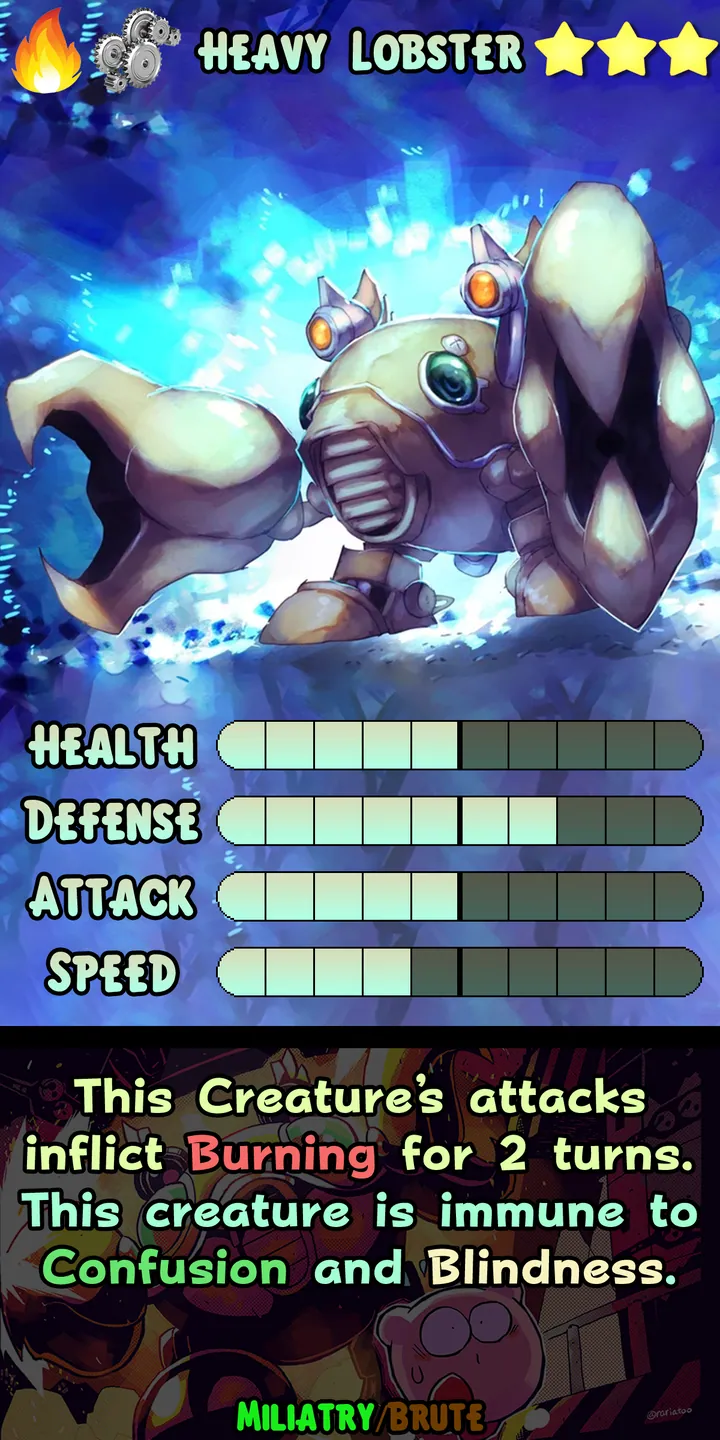 Heavy Lobster
Health
Defense
Attack
Speed
This Creature's attacks
inflict Burning for 2 turns.
This creature is immune to
Confusion and Blindness.
@rariatoo
Miliatry/Brute